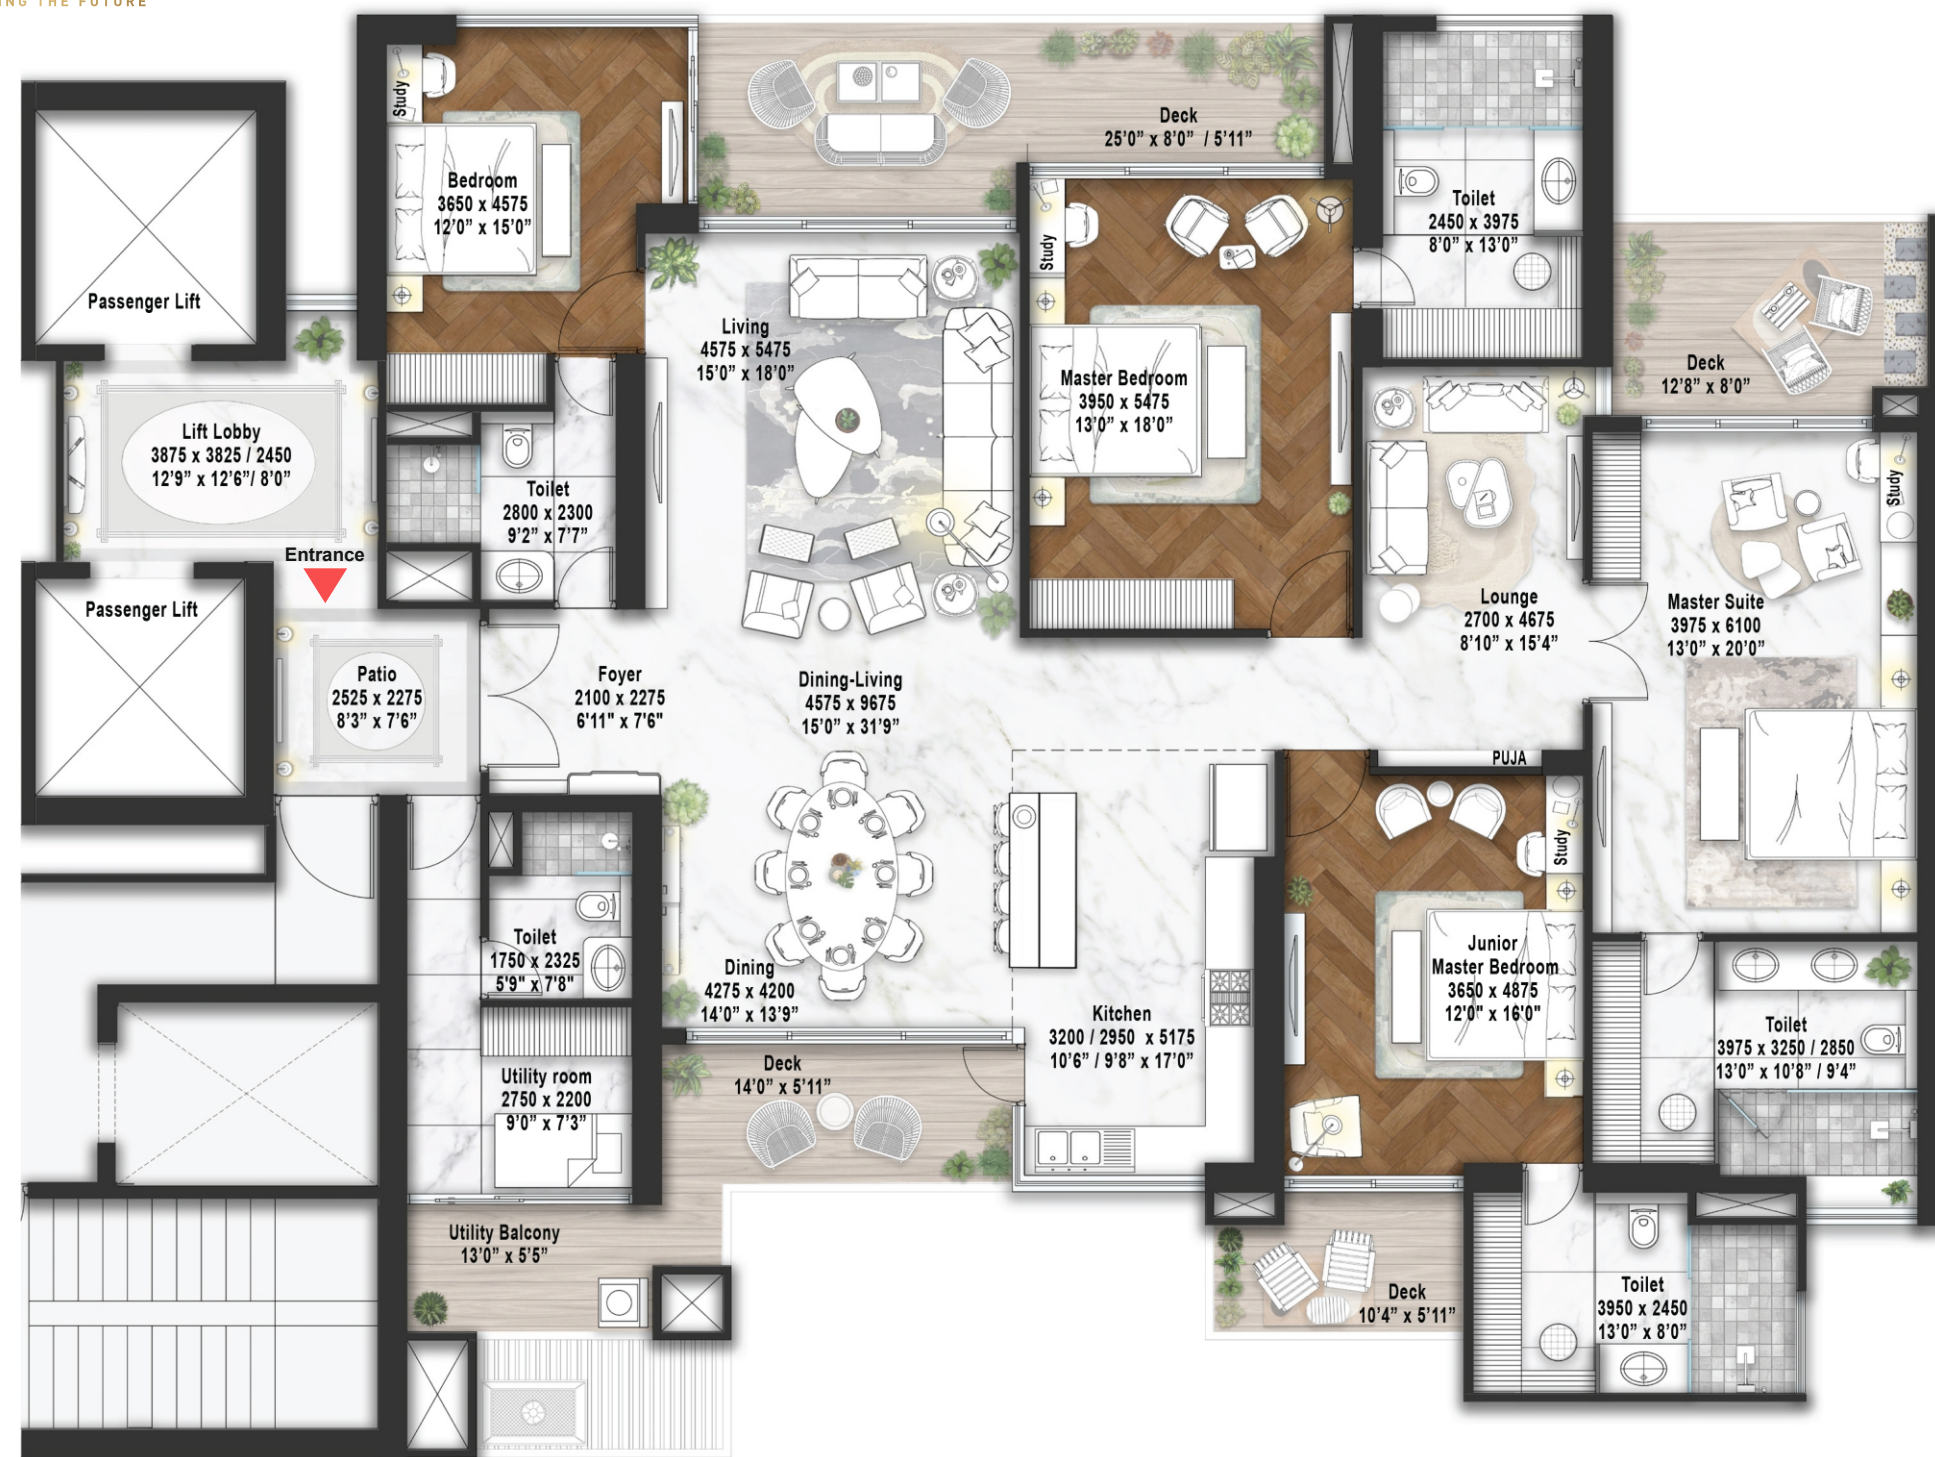 NG THE FUTURE
Study
Bedroom
3650 x 4575
12'0" x 15'0"
Deck
25'0" x 8'0" / 5'11"
Toilet
2450 x 3975
8'0" x 13'0"
Study
Passenger Lift
Living
4575 x 5475
15'0" x 18'0"
Master Bedroom
3950 x 5475
13'0" x 18'0"
Deck
12'8" x 8'0"
Lift Lobby
3875 x 3825 / 2450
12'9" x 12'6"/ 8'0"
Toilet
2800 x 2300
9'2" x 7'7"
Study
Entrance
Passenger Lift
Lounge
2700 x 4675
8'10" x 15'4"
Master Suite
3975 x 6100
13'0" x 20'0"
Patio
2525 x 2275
8'3" x 7'6"
Foyer
2100 x 2275
6'11" x 7'6"
Dining-Living
4575 x 9675
15'0" x 31'9"
PUJA
Study
Toilet
1750 x 2325
5'9" x 7'8"
Dining
4275 x 4200
14'0" x 13'9"
Junior
Master Bedroom
3650 x 4875
12'0" x 16'0"
Kitchen
3200 / 2950 x 5175
10'6" / 9'8" x 17'0"
Toilet
3975 x 3250 / 2850
13'0" x 10'8" / 9'4"
Deck
14'0" x 5'11"
Utility room
2750 x 2200
9'0" x 7'3"
Utility Balcony
13'0" x 5'5"
Deck
10'4" x 5'11"
Toilet
3950 x 2450
13'0" x 8'0"